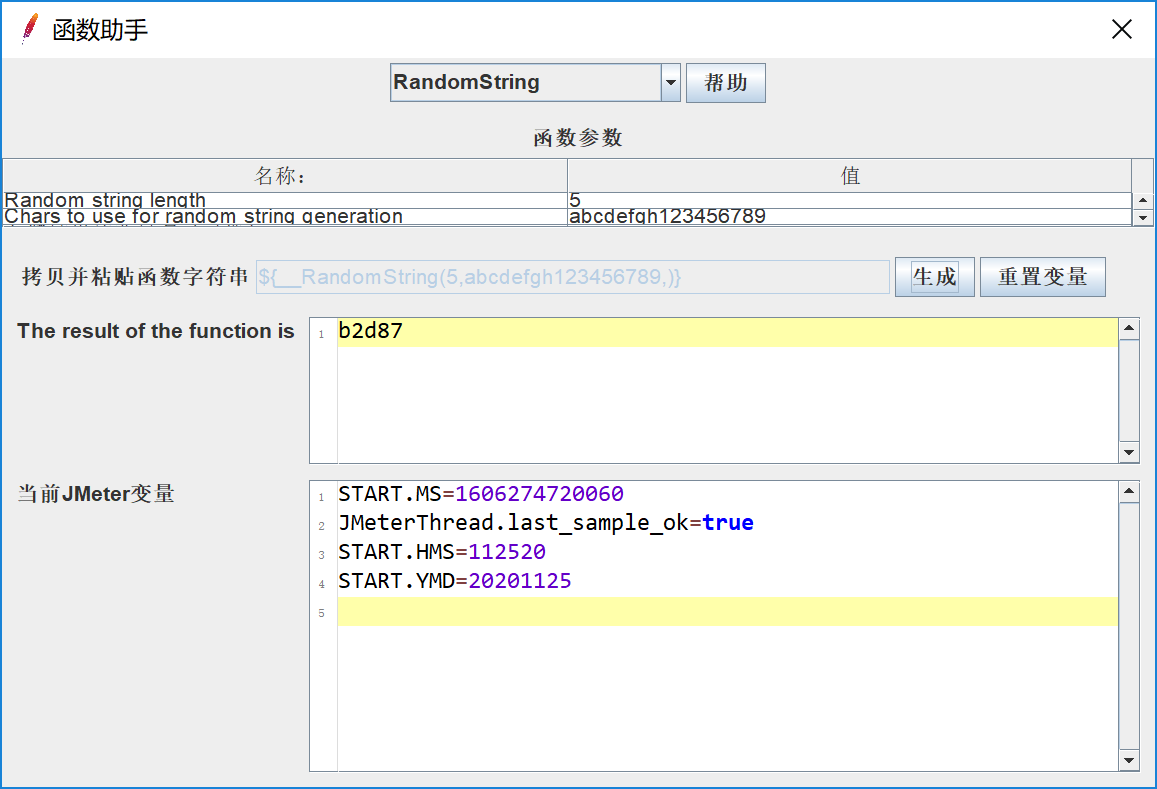 函数助手
RandomString
帮助
函数参数
名称: 值
Random string length 5
Chars to use for random string generation abcdefgh123456789
拷贝并粘贴函数字符串 ${__RandomString(5,abcdefgh123456789,)} 生成 重置变量
The result of the function is
1 b2d87
当前JMeter变量
1 START.MS=1606274720060
2 JMeterThread.last_sample_ok=true
3 START.HMS=112520
4 START.YMD=20201125
5